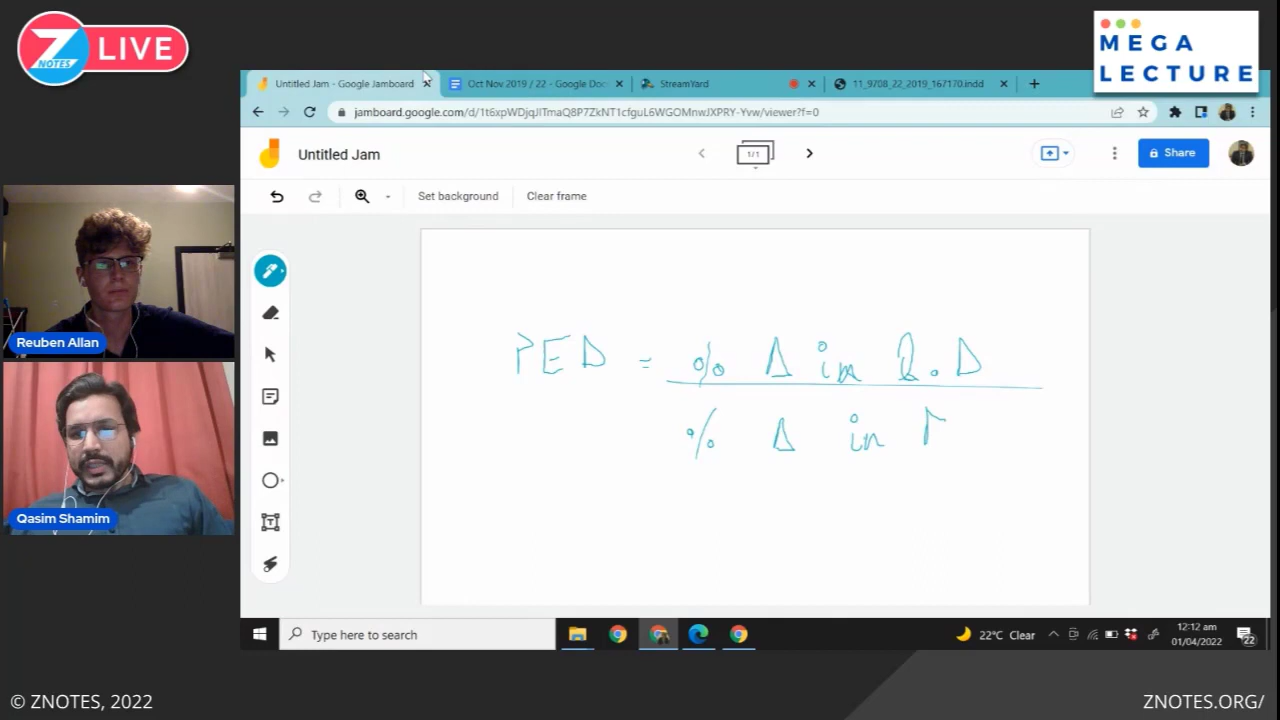 Z NOTES LIVE
MEGA LECTURE
Untitled Jam - Google Jamboard
Oct Nov 2019 / 22 - Google Doc
StreamYard
11_9708_22_2019_167170.indd
jamboard.google.com/d/1t6xpWDjqJlTmaQ8P7ZkNT1cfguL6WGOMnwJXPRY-Yvw/viewer?f=0
Untitled Jam
1/1
Share
Set background
Clear frame
PED = % Δ in Q.D
% Δ in P
Reuben Allan
Qasim Shamim
Type here to search
22°C Clear
12:12 am
01/04/2022
22
© ZNOTES, 2022
ZNOTES.ORG/